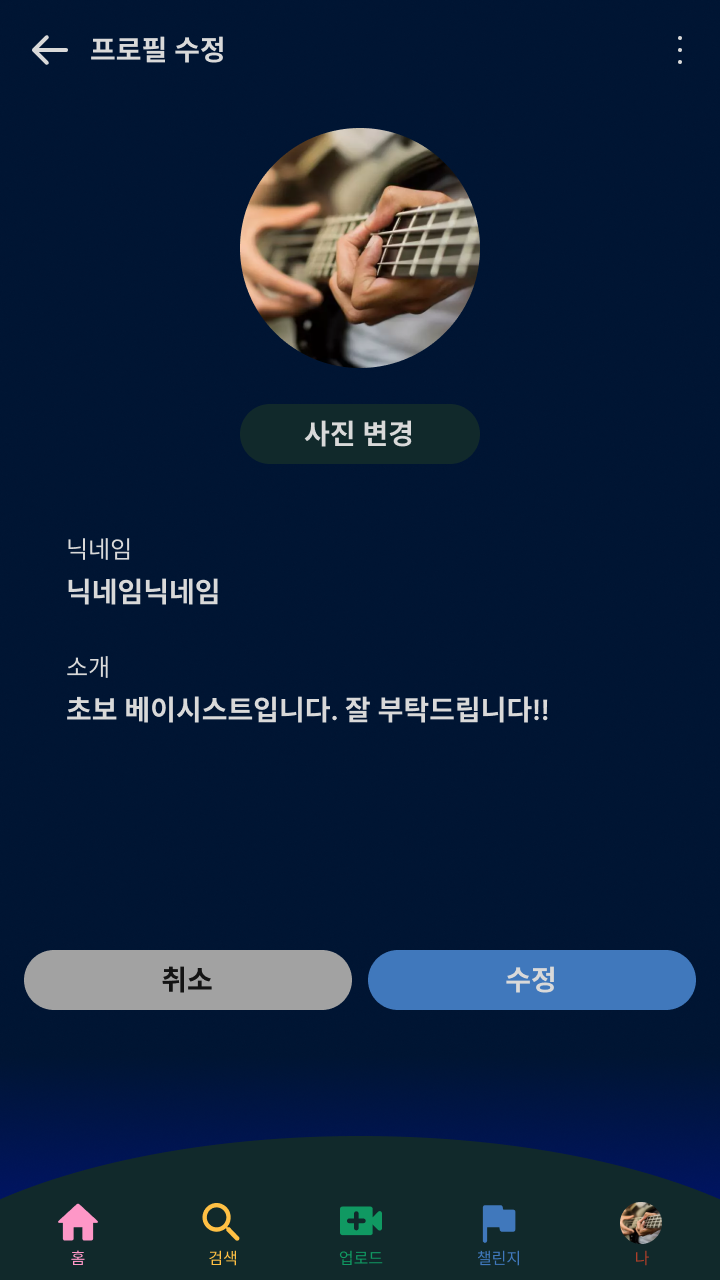 프로필 수정
사진 변경
닉네임
닉네임닉네임
소개
초보 베이시스트입니다. 잘 부탁드립니다!!
취소
수정
홈
검색
업로드
챌린지
나